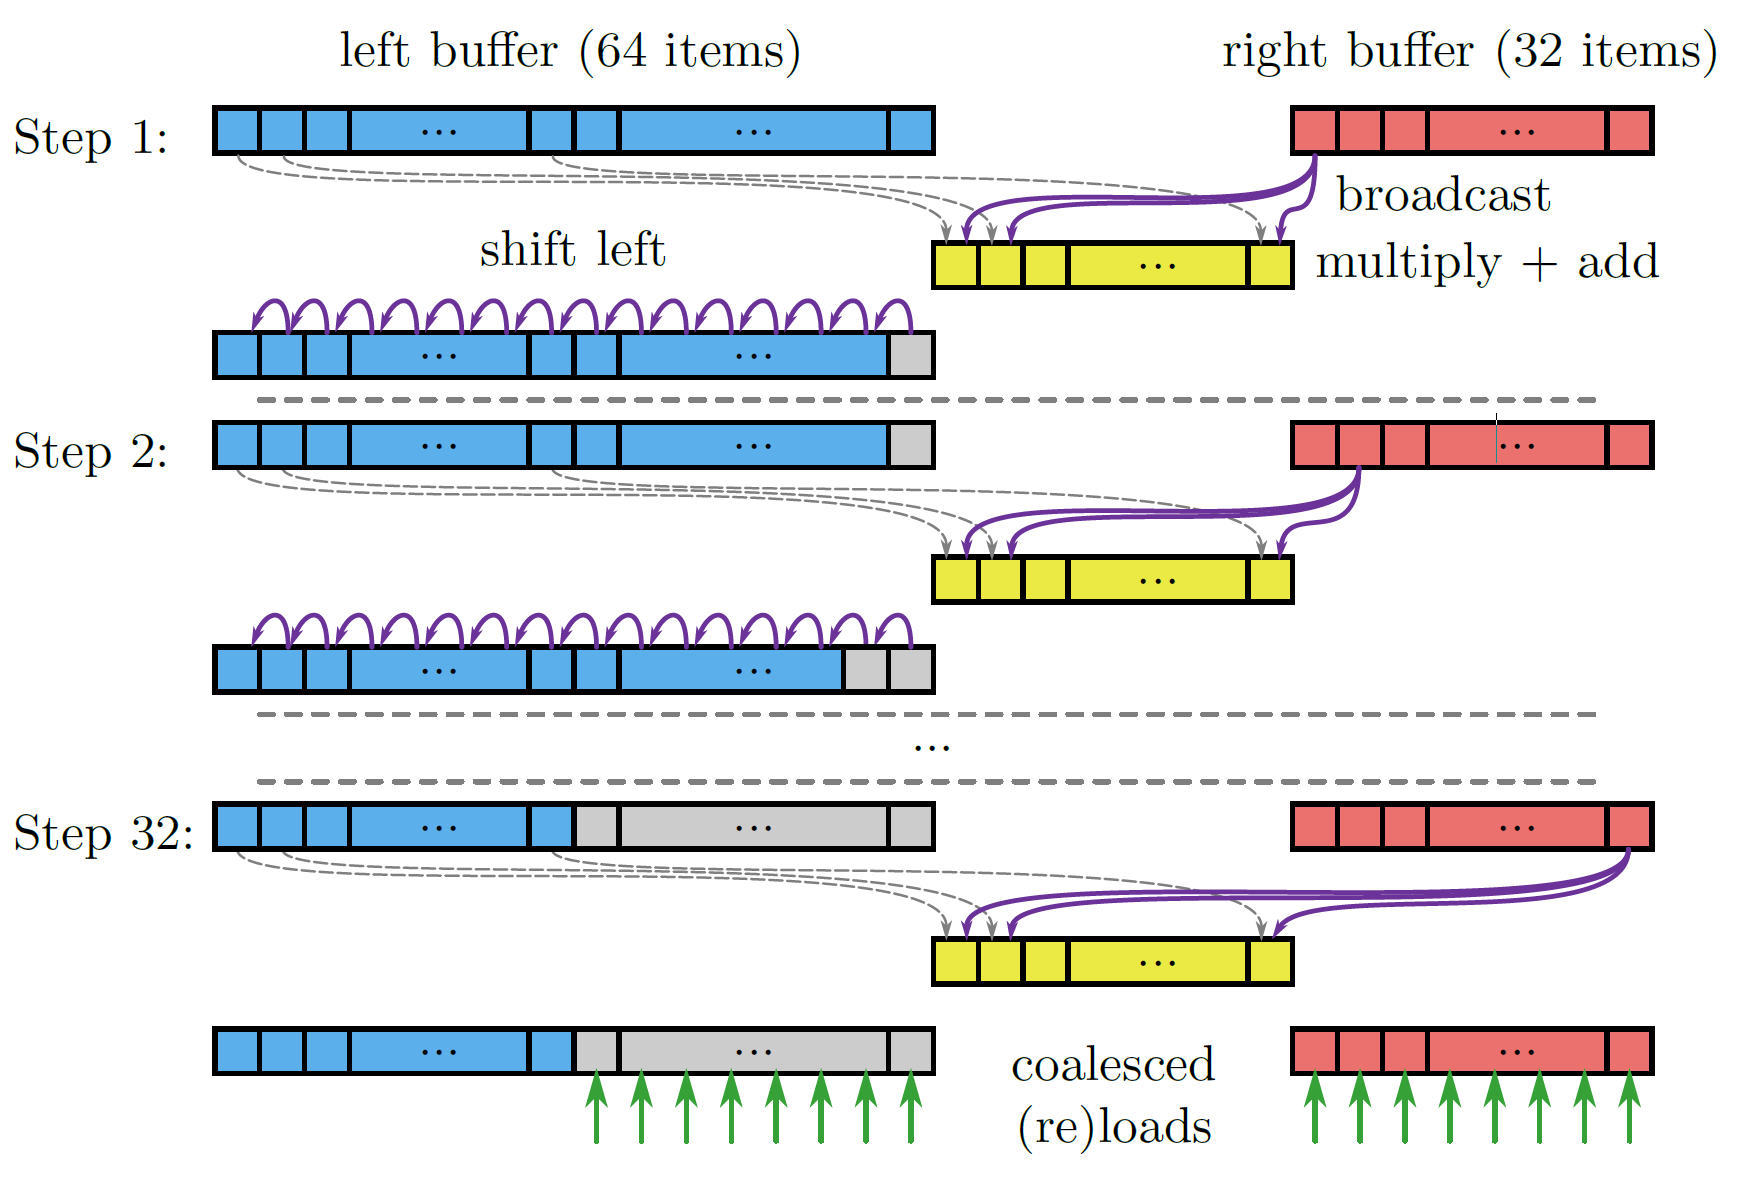 left buffer (64 items)
right buffer (32 items)
Step 1:
...
...
...
broadcast
shift left
...
multiply + add
...
...
Step 2:
...
...
...
...
...
...
...
Step 32:
...
...
...
...
...
...
...
coalesced
(re)loads